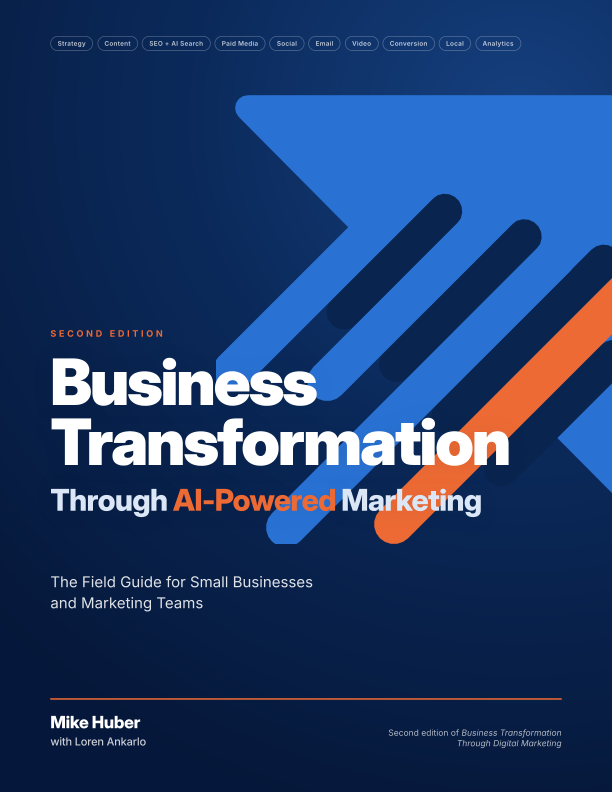 Strategy Content SEO + AI Search Paid Media Social Email Video Conversion Local Analytics
SECOND EDITION
Business
Transformation
Through AI-Powered Marketing
The Field Guide for Small Businesses
and Marketing Teams
Mike Huber
with Loren Ankarlo
Second edition of Business Transformation
Through Digital Marketing